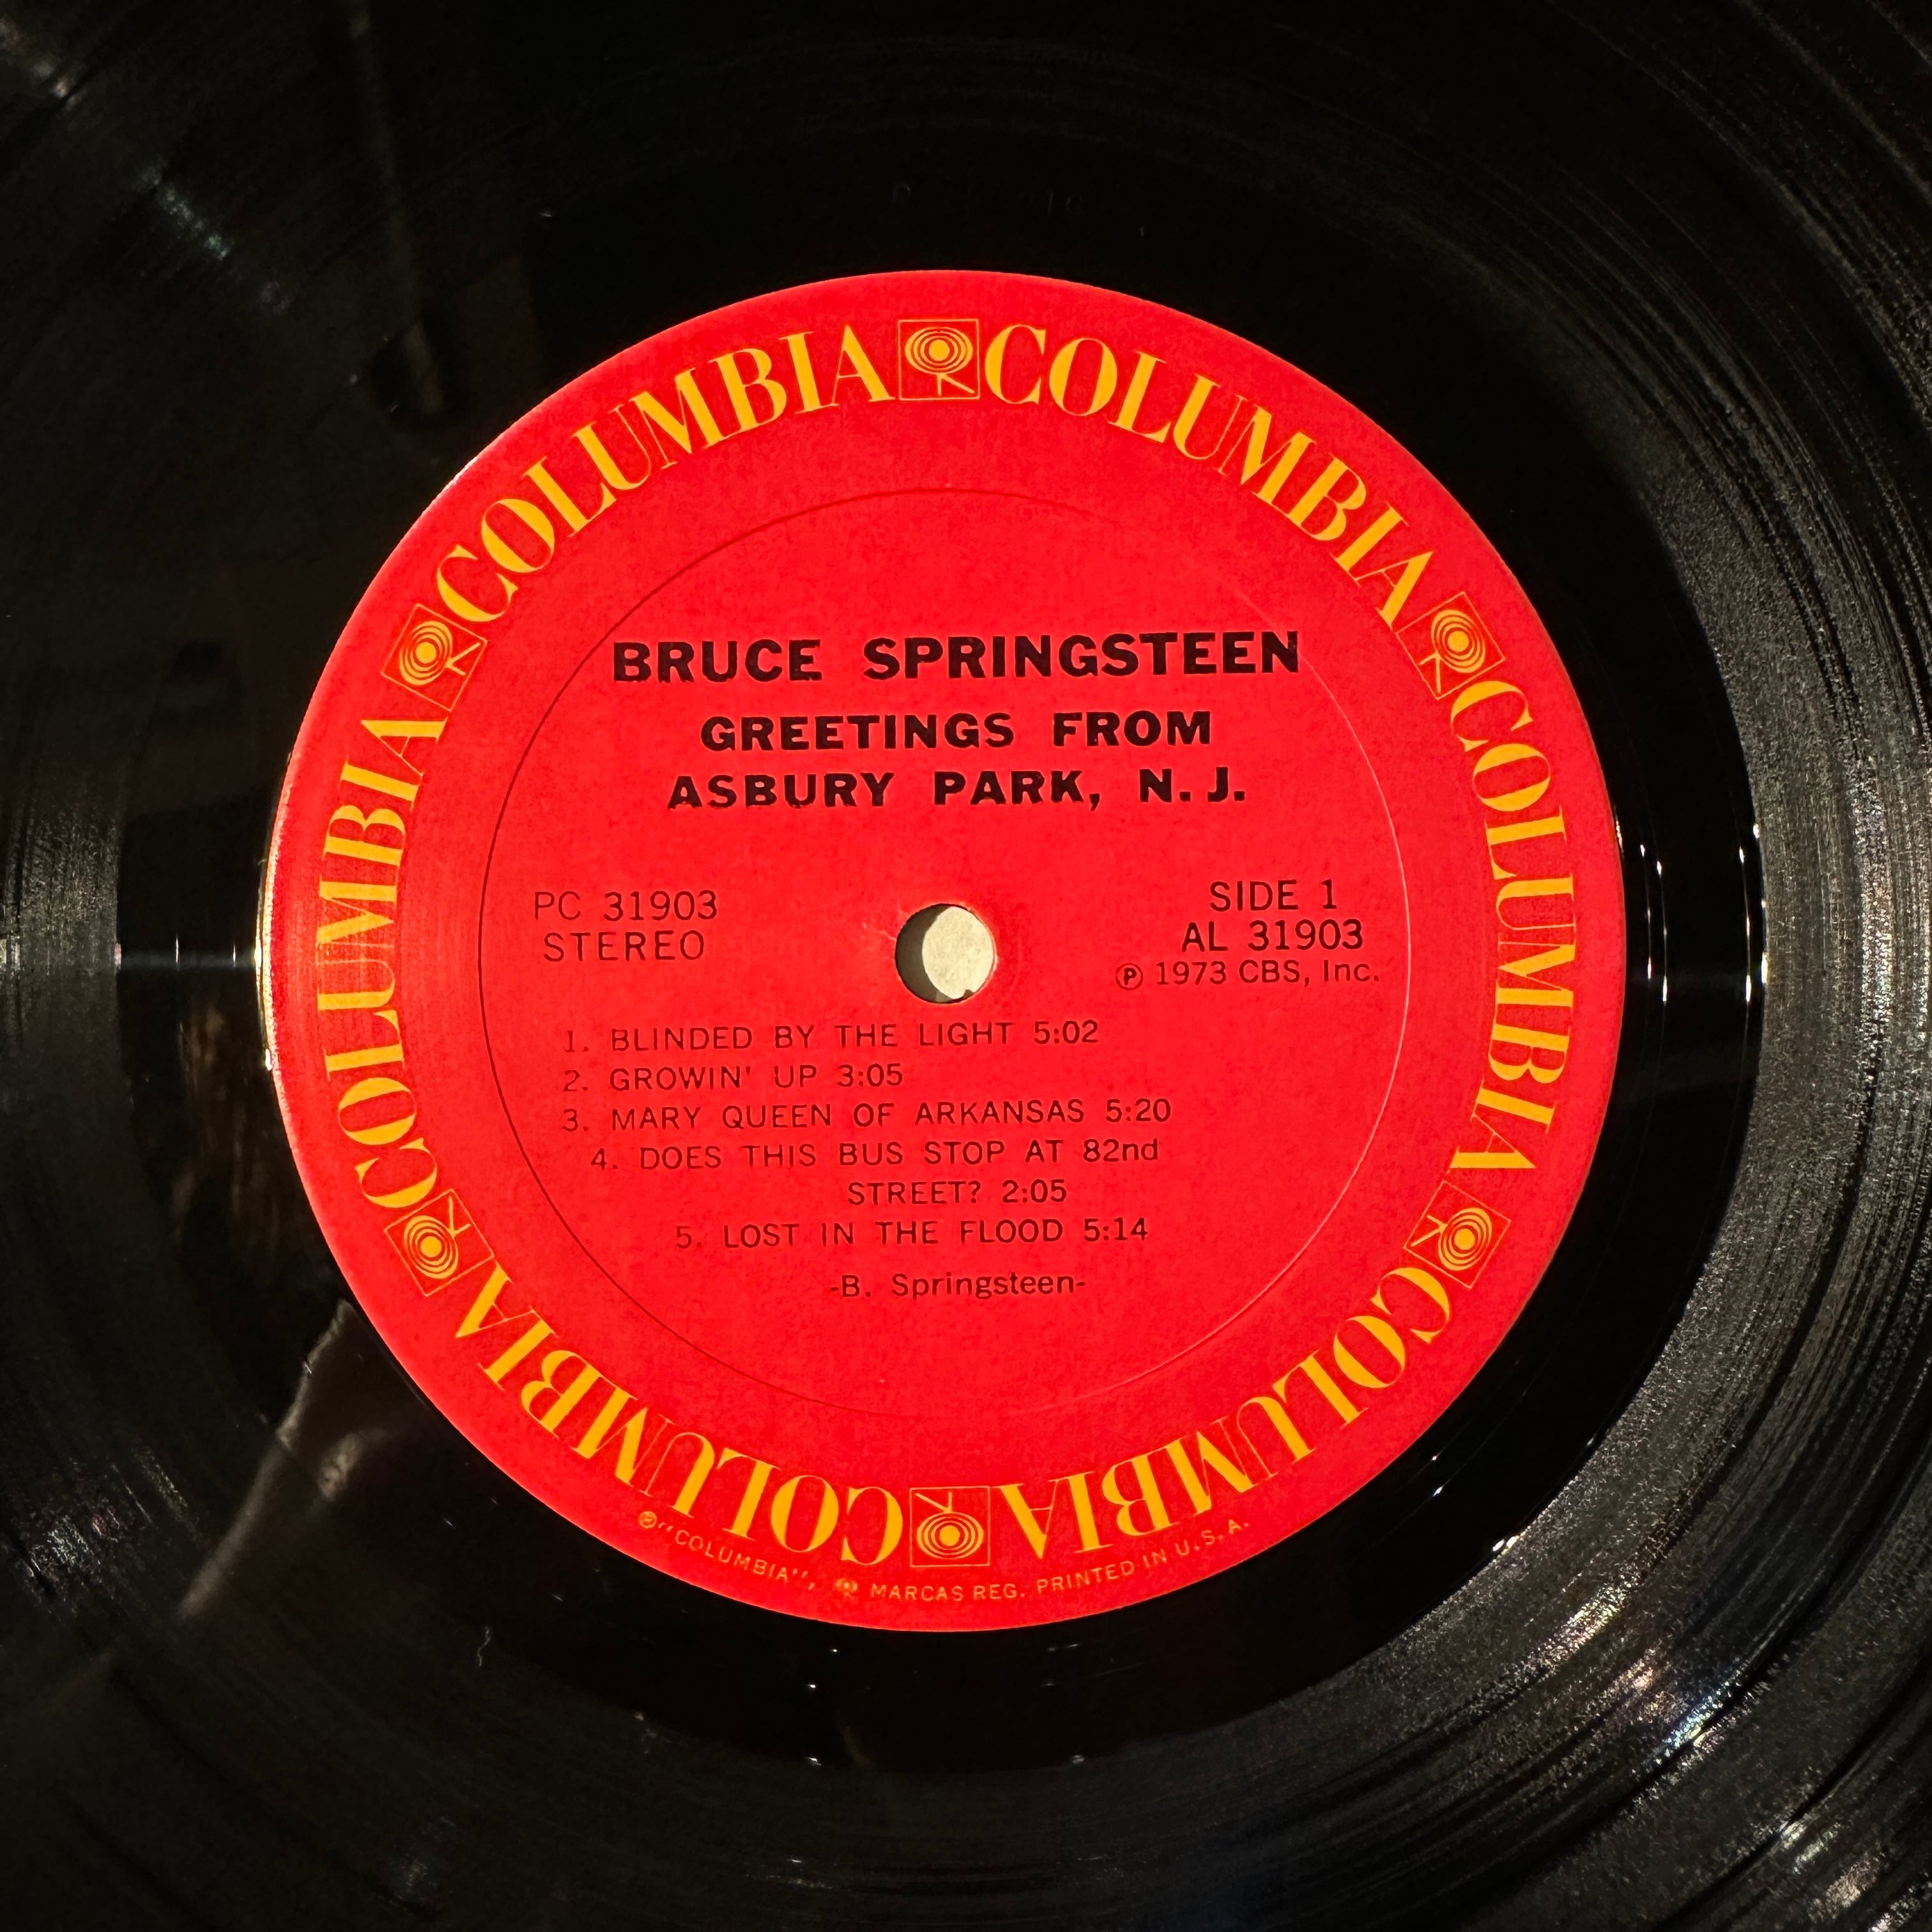 COLUMBIA COLUMBIA COLUMBIA COLUMBIA COLUMBIA COLUMBIA
BRUCE SPRINGSTEEN
GREETINGS FROM
ASBURY PARK, N.J.
PC 31903
STEREO
SIDE 1
AL 31903
Ⓟ 1973 CBS, Inc.
1. BLINDED BY THE LIGHT 5:02
2. GROWIN' UP 3:05
3. MARY QUEEN OF ARKANSAS 5:20
4. DOES THIS BUS STOP AT 82nd
STREET? 2:05
5. LOST IN THE FLOOD 5:14
-B. Springsteen-
® "COLUMBIA", MARCAS REG. PRINTED IN U.S.A.